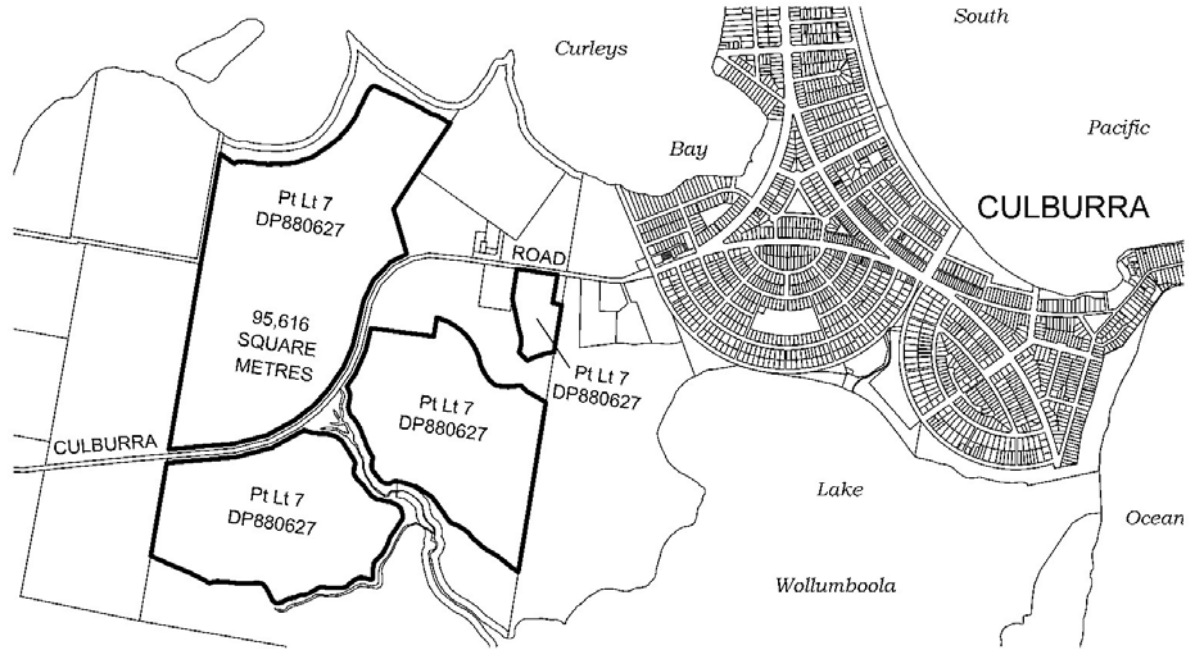 South
Curleys
Pacific
Bay
CULBURRA
Pt Lt 7
DP880627
ROAD
95,616
SQUARE
METRES
Pt Lt 7
DP880627
Pt Lt 7
DP880627
CULBURRA
Pt Lt 7
DP880627
Lake
Ocean
Wollumboola